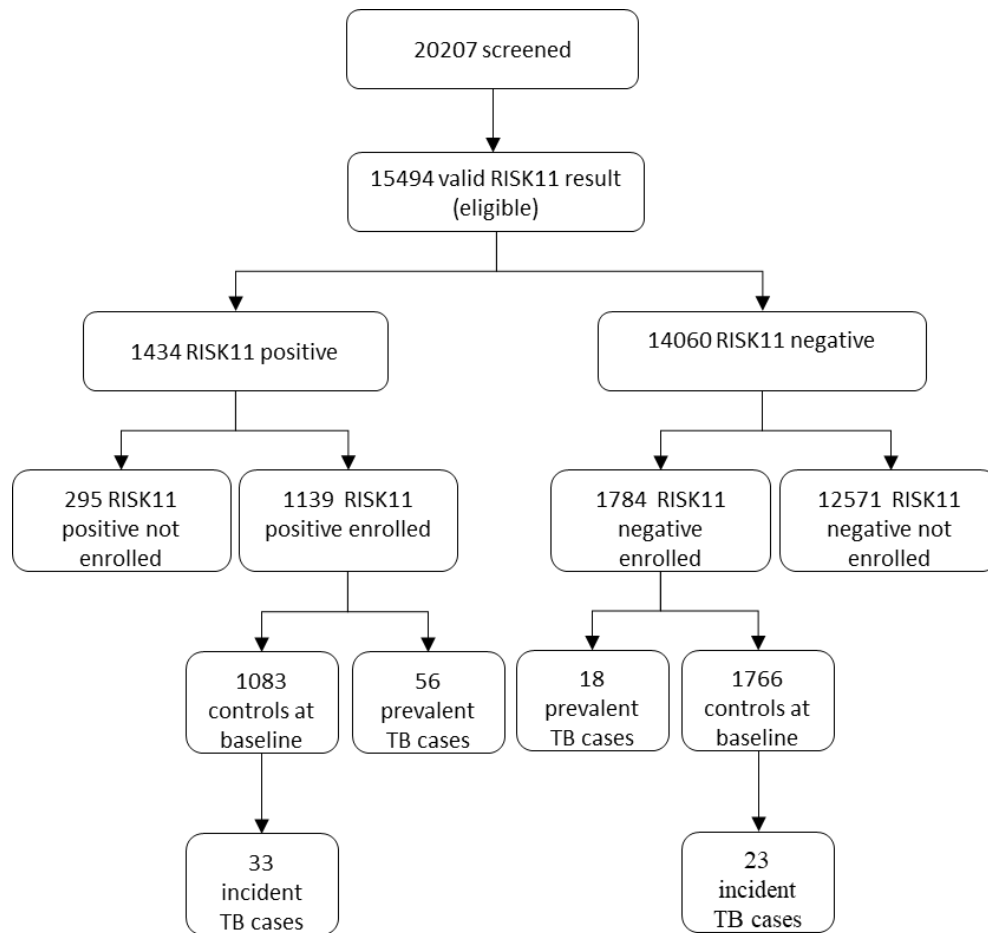 20207 screened
15494 valid RISK11 result
(eligible)
1434 RISK11 positive
14060 RISK11 negative
295 RISK11
positive not
enrolled
1139 RISK11
positive enrolled
1784 RISK11
negative
enrolled
12571 RISK11
negative not
enrolled
1083
controls at
baseline
56
prevalent
TB cases
18
prevalent
TB cases
1766
controls at
baseline
33
incident
TB cases
23
incident
TB cases